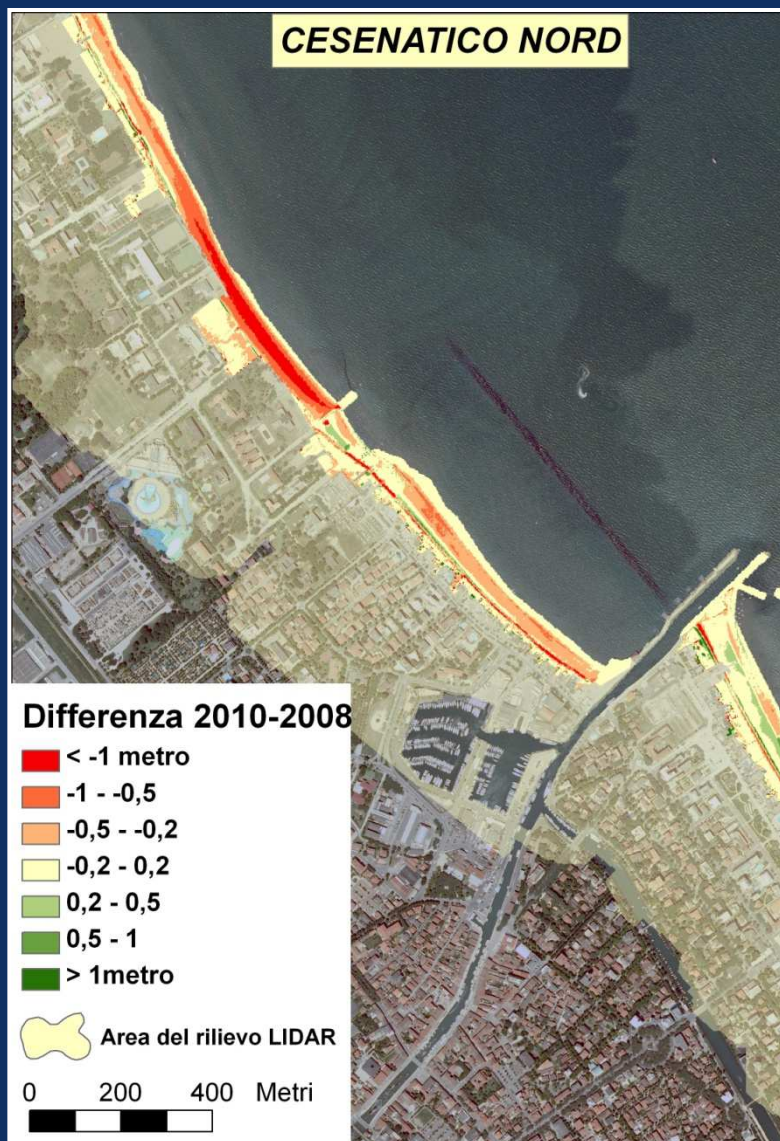 CESENATICO NORD
Differenza 2010-2008
< -1 metro
-1 - -0,5
-0,5 - -0,2
-0,2 - 0,2
0,2 - 0,5
0,5 - 1
> 1metro
Area del rilievo LIDAR
0 200 400 Metri